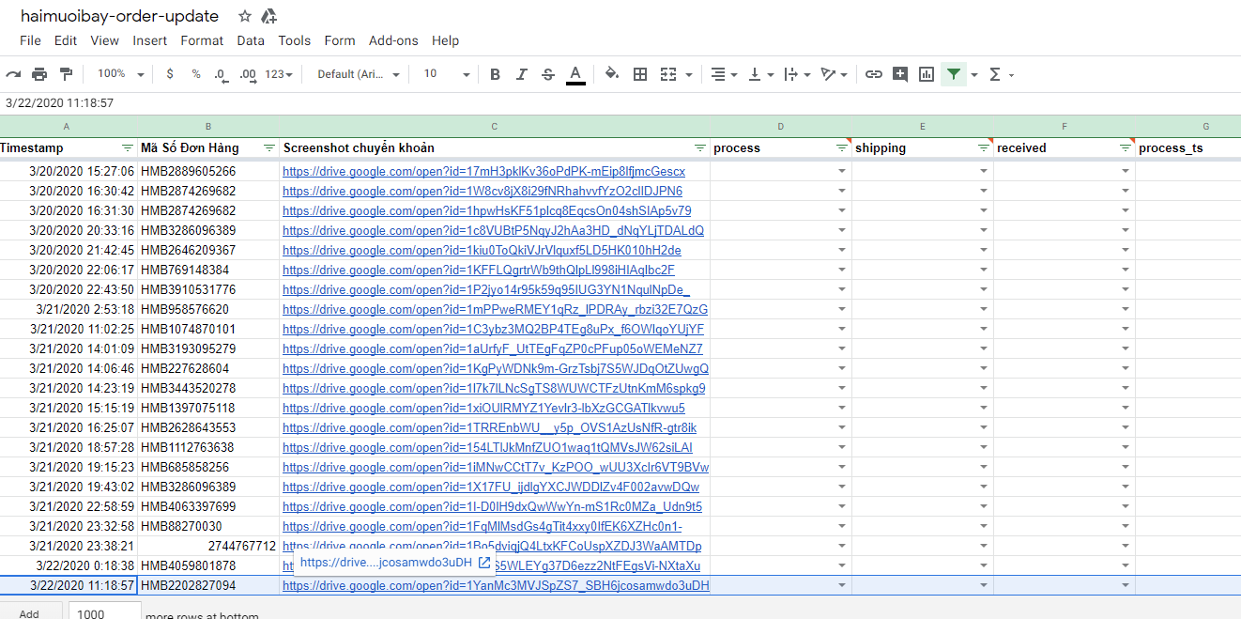 haimuoibay-order-update
File Edit View Insert Format Data Tools Form Add-ons Help
100% $ % .0 .00 123 Default (Ari... 10 B I S A Σ
3/22/2020 11:18:57
A B C D E F G
Timestamp Mã Số Đơn Hàng Screenshot chuyển khoản process shipping received process_ts
3/20/2020 15:27:06 HMB2889605266 https://drive.google.com/open?id=17mH3pklKv36oPdPK-mEip8IfjmcGescx
3/20/2020 16:30:42 HMB2874269682 https://drive.google.com/open?id=1W8cv8jX8i29fNRhahvvfYzO2clIDJPN6
3/20/2020 16:31:30 HMB2874269682 https://drive.google.com/open?id=1hpwHsKF51plcq8EqcsOn04shSIAp5v79
3/20/2020 20:33:16 HMB3286096389 https://drive.google.com/open?id=1c8VUBtP5NqyJ2hAa3HD_dNqYLjTDALdQ
3/20/2020 21:42:45 HMB2646209367 https://drive.google.com/open?id=1kiu0ToQkiVJrVlquxf5LD5HK010hH2de
3/20/2020 22:06:17 HMB769148384 https://drive.google.com/open?id=1KFFLQgrtrWb9thQIpLl998iHIAqIbc2F
3/20/2020 22:43:50 HMB3910531776 https://drive.google.com/open?id=1P2jyo14r95k59q95IUG3YN1NqulNpDe_
3/21/2020 2:53:18 HMB958576620 https://drive.google.com/open?id=1mPPweRMEY1qRz_lPDRAy_rbzi32E7QzG
3/21/2020 11:02:25 HMB1074870101 https://drive.google.com/open?id=1C3ybz3MQ2BP4TEg8uPx_f6OWIqoYUjYF
3/21/2020 14:01:09 HMB3193095279 https://drive.google.com/open?id=1aUrfyF_UtTEgFqZP0cPFup05oWEMeNZ7
3/21/2020 14:06:46 HMB227628604 https://drive.google.com/open?id=1KgPyWDNk9m-GrzTsbj7S5WJDqOtZUwgQ
3/21/2020 14:23:19 HMB3443520278 https://drive.google.com/open?id=1I7k7lLNcSgTS8WUWCTFzUtnKmM6spkg9
3/21/2020 15:15:19 HMB1397075118 https://drive.google.com/open?id=1xiOUlRMYZ1Yevlr3-lbXzGCGATlkvwu5
3/21/2020 16:25:07 HMB2628643553 https://drive.google.com/open?id=1TRREnbWU__y5p_OVS1AzUsNfR-gtr8ik
3/21/2020 18:57:28 HMB1112763638 https://drive.google.com/open?id=154LTlJkMnfZUO1waq1tQMVsJW62siLAI
3/21/2020 19:15:23 HMB685858256 https://drive.google.com/open?id=1iMNwCCtT7v_KzPOO_wUU3Xclr6VT9BVw
3/21/2020 19:43:02 HMB3286096389 https://drive.google.com/open?id=1X17FU_ijdlgYXCJWDDlZv4F002avwDQw
3/21/2020 22:58:59 HMB4063397699 https://drive.google.com/open?id=1I-D0lH9dxQwWwYn-mS1Rc0MZa_Udn9t5
3/21/2020 23:32:58 HMB88270030 https://drive.google.com/open?id=1FqMlMsdGs4gTit4xxy0IfEK6XZHc0n1-
3/21/2020 23:38:21 2744767712 https://drive.google.com/open?id=1Bo5dvigjQ4LtxKFCoUspXZDJ3WaAMTDp
https://drive....jcosamwdo3uDH
3/22/2020 0:18:38 HMB4059801878 ht S5WLEYg37D6ezz2NtFEgsVi-NXtaXu
3/22/2020 11:18:57 HMB2202827094 https://drive.google.com/open?id=1YanMc3MVJSpZS7_SBH6jcosamwdo3uDH
Add 1000 more rows at bottom